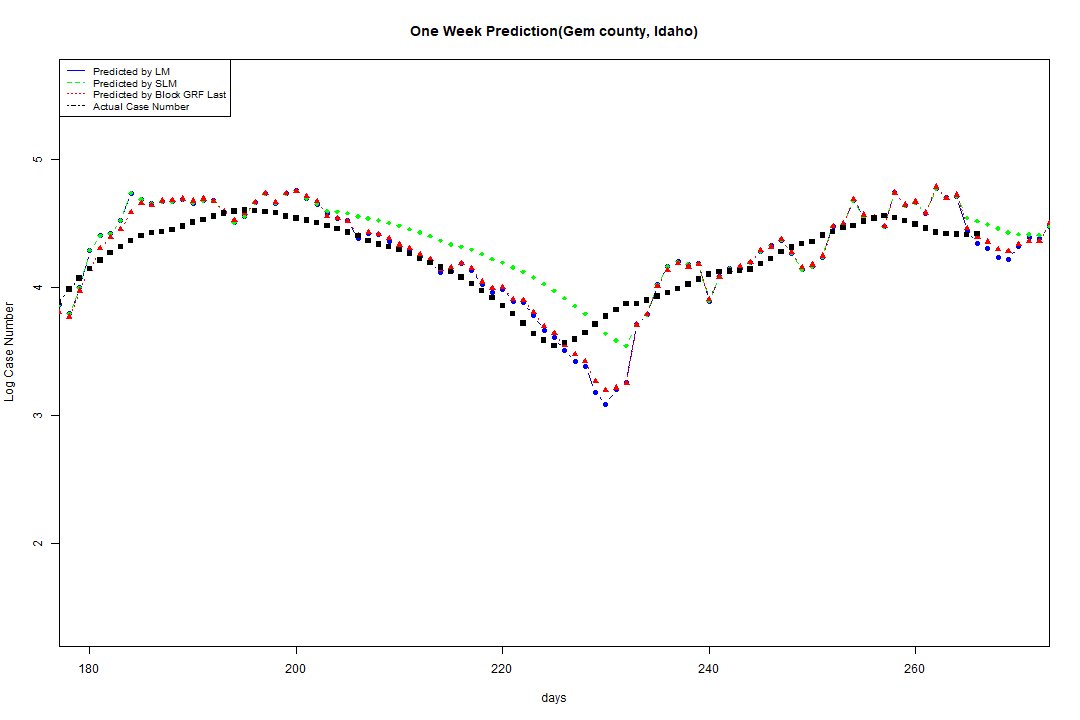 One Week Prediction(Gem county, Idaho)
Predicted by LM
Predicted by SLM
Predicted by Block GRF Last
Actual Case Number
5
4
3
2
Log Case Number
180 200 220 240 260
days